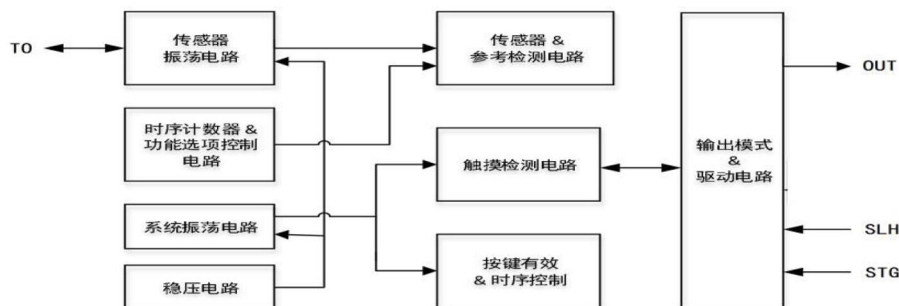 TO
传感器
振荡电路
传感器 &
参考检测电路
OUT
时序计数器 &
功能选项控制
电路
触摸检测电路
输出模式
&
驱动电路
系统振荡电路
SLH
按键有效
& 时序控制
STG
稳压电路